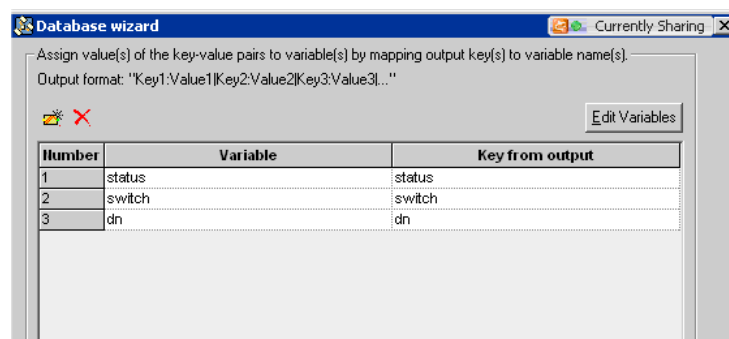 Database wizard Currently Sharing
Assign value(s) of the key-value pairs to variable(s) by mapping output key(s) to variable name(s).
Output format: "Key1:Value1|Key2:Value2|Key3:Value3|..."
Edit Variables
Number Variable Key from output
1 status status
2 switch switch
3 dn dn